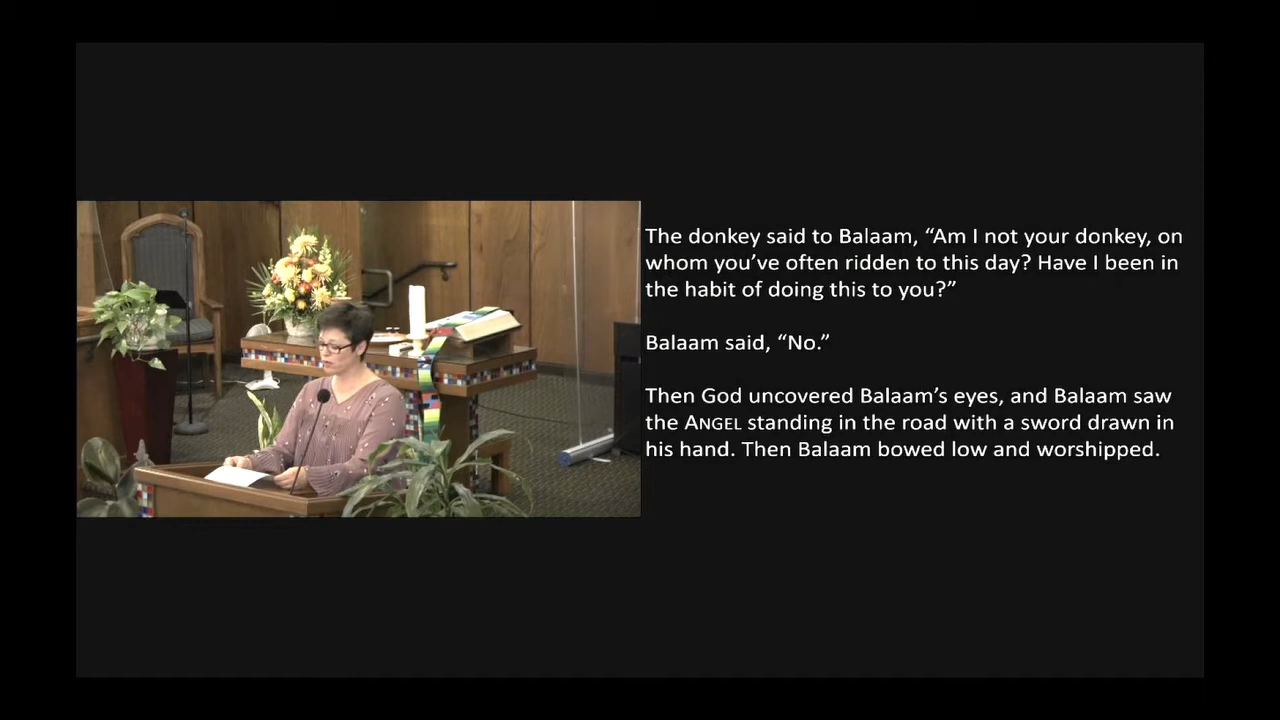 The donkey said to Balaam, “Am I not your donkey, on
whom you’ve often ridden to this day? Have I been in
the habit of doing this to you?”
Balaam said, “No.”
Then God uncovered Balaam’s eyes, and Balaam saw
the ANGEL standing in the road with a sword drawn in
his hand. Then Balaam bowed low and worshipped.